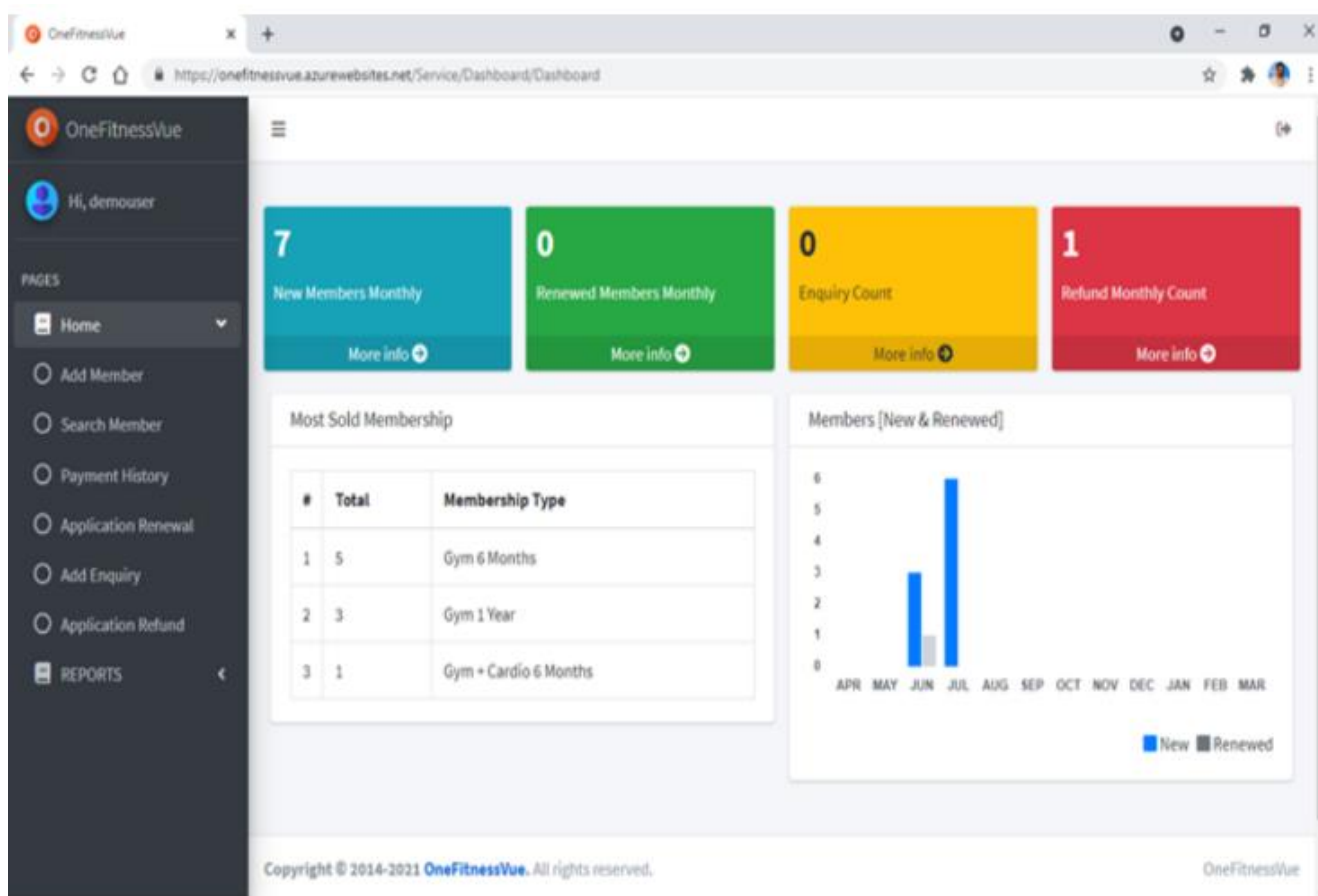 OneFitnessVue
https://onefitnessvue.azurewebsites.net/Service/Dashboard/Dashboard
OneFitnessVue
Hi, demouser
PAGES
Home
Add Member
Search Member
Payment History
Application Renewal
Add Enquiry
Application Refund
REPORTS
7
New Members Monthly
More info
0
Renewed Members Monthly
More info
0
Enquiry Count
More info
1
Refund Monthly Count
More info
Most Sold Membership
# Total Membership Type
1 5 Gym 6 Months
2 3 Gym 1 Year
3 1 Gym + Cardio 6 Months
Members [New & Renewed]
6
5
4
3
2
1
0
APR MAY JUN JUL AUG SEP OCT NOV DEC JAN FEB MAR
New Renewed
Copyright © 2014-2021 OneFitnessVue. All rights reserved.
OneFitnessVue